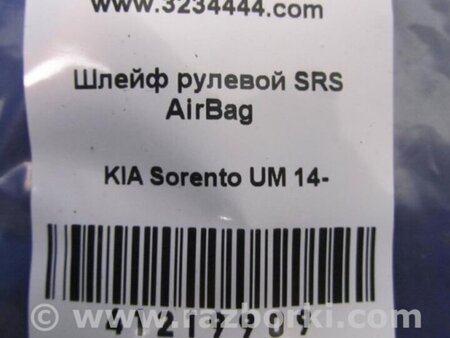 www.3234444.com
Шлейф рулевой SRS
AirBag
KIA Sorento UM 14-
www.razborki.com